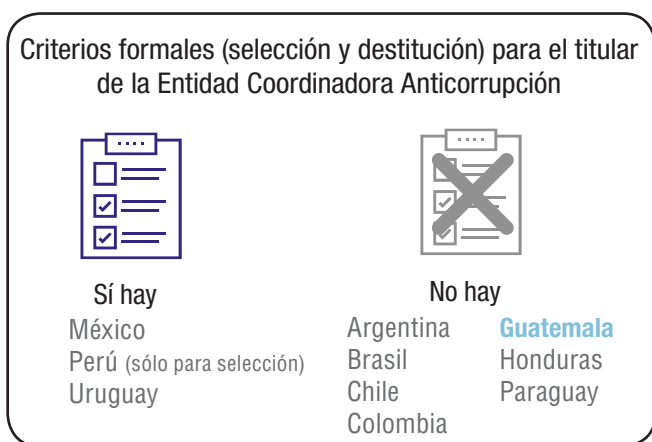 Criterios formales (selección y destitución) para el titular
de la Entidad Coordinadora Anticorrupción
Sí hay
México
Perú (sólo para selección)
Uruguay
No hay
Argentina
Brasil
Chile
Colombia
Guatemala
Honduras
Paraguay